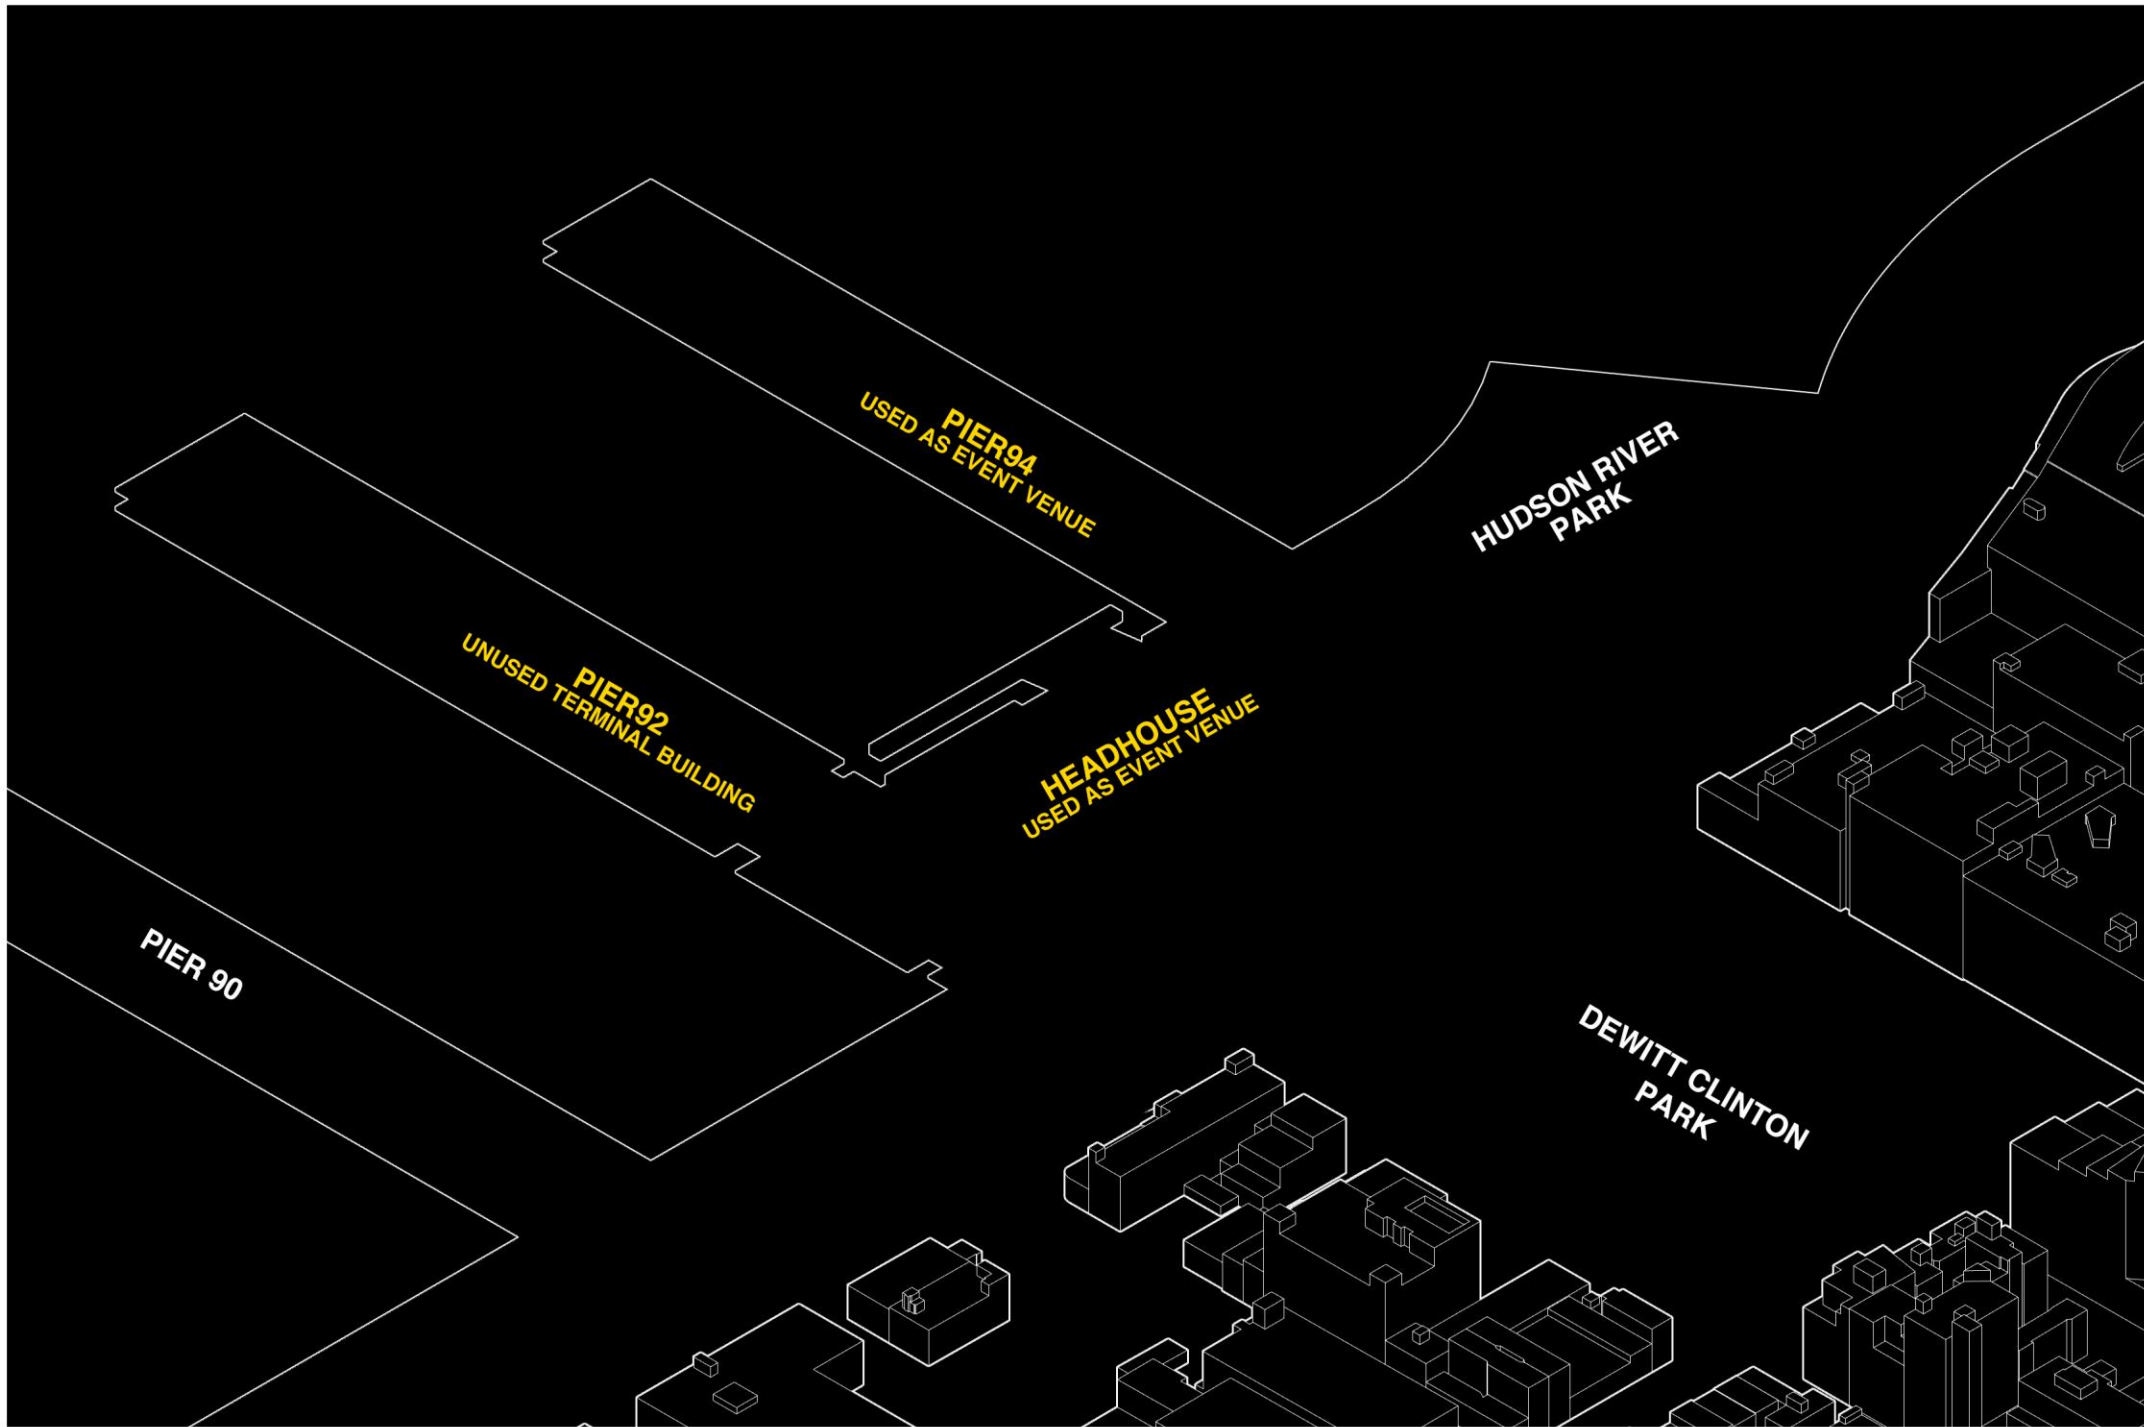 PIER94
USED AS EVENT VENUE
HUDSON RIVER
PARK
PIER92
UNUSED TERMINAL BUILDING
HEADHOUSE
USED AS EVENT VENUE
PIER 90
DEWITT CLINTON
PARK